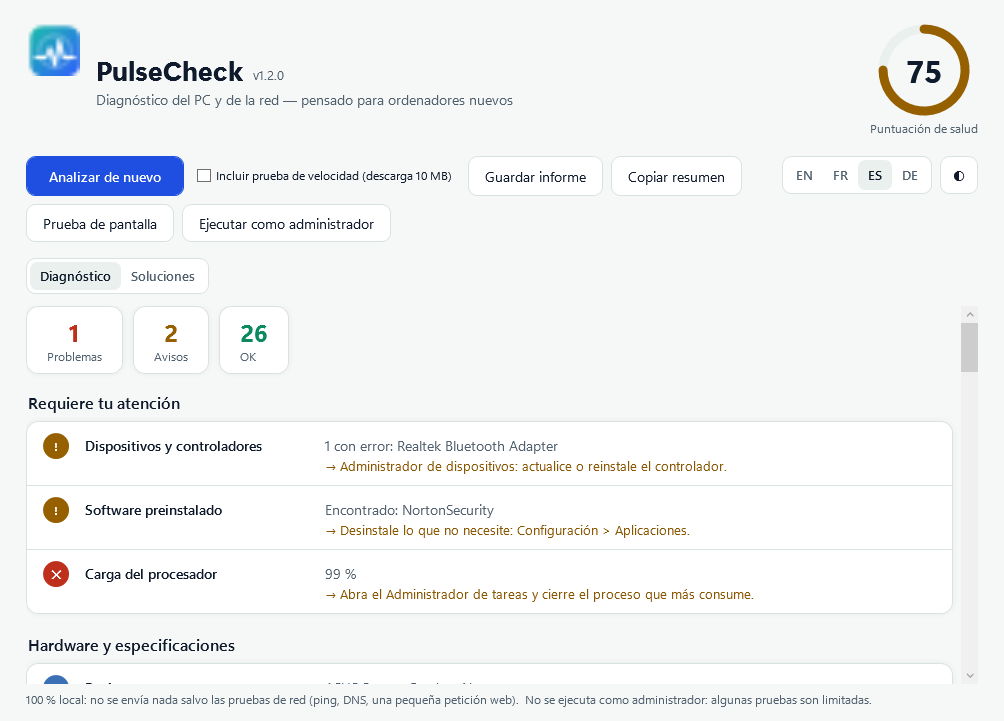 PulseCheck v1.2.0
Diagnóstico del PC y de la red — pensado para ordenadores nuevos
75
Puntuación de salud
Analizar de nuevo
Incluir prueba de velocidad (descarga 10 MB)
Guardar informe
Copiar resumen
EN FR ES DE
Prueba de pantalla
Ejecutar como administrador
Diagnóstico
Soluciones
1
Problemas
2
Avisos
26
OK
Requiere tu atención
Dispositivos y controladores
1 con error: Realtek Bluetooth Adapter
→ Administrador de dispositivos: actualice o reinstale el controlador.
Software preinstalado
Encontrado: NortonSecurity
→ Desinstale lo que no necesite: Configuración > Aplicaciones.
Carga del procesador
99 %
→ Abra el Administrador de tareas y cierre el proceso que más consume.
Hardware y especificaciones
100 % local: no se envía nada salvo las pruebas de red (ping, DNS, una pequeña petición web). No se ejecuta como administrador: algunas pruebas son limitadas.